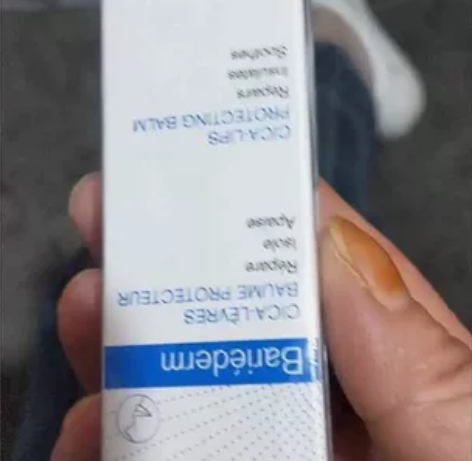 Bariéderm
CICA-LÈVRES
BAUME PROTECTEUR
Répare
Isole
Apaise
CICA-LIPS
PROTECTING BALM
Repairs
Insulates
Soothes